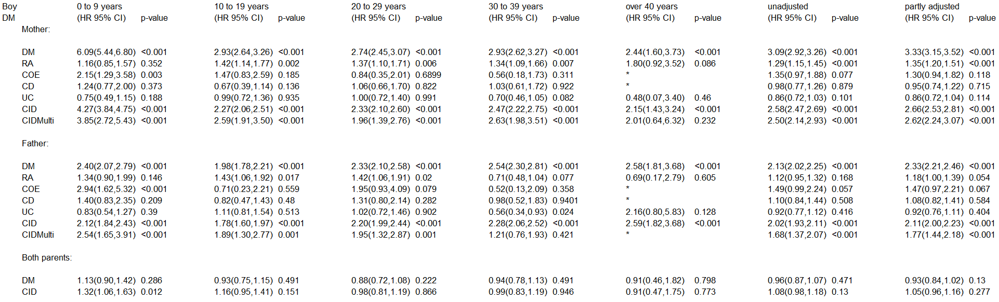 Boy 0 to 9 years 10 to 19 years 20 to 29 years 30 to 39 years over 40 years unadjusted partly adjusted
DM (HR 95% CI) p-value (HR 95% CI) p-value (HR 95% CI) p-value (HR 95% CI) p-value (HR 95% CI) p-value (HR 95% CI) p-value (HR 95% CI) p-value
Mother:
DM 6.09(5.44,6.80) <0.001 2.93(2.64,3.26) <0.001 2.74(2.45,3.07) <0.001 2.93(2.62,3.27) <0.001 2.44(1.60,3.73) <0.001 3.09(2.92,3.26) <0.001 3.33(3.15,3.52) <0.001
RA 1.16(0.85,1.57) 0.352 1.42(1.14,1.77) 0.002 1.37(1.10,1.71) 0.006 1.34(1.09,1.66) 0.007 1.80(0.92,3.52) 0.086 1.29(1.15,1.45) <0.001 1.35(1.20,1.51) <0.001
COE 2.15(1.29,3.58) 0.003 1.47(0.83,2.59) 0.185 0.84(0.35,2.01) 0.6899 0.56(0.18,1.73) 0.311 * 1.35(0.97,1.88) 0.077 1.30(0.94,1.82) 0.118
CD 1.24(0.77,2.00) 0.373 0.67(0.39,1.14) 0.136 1.06(0.66,1.70) 0.822 1.03(0.61,1.72) 0.922 * 0.98(0.77,1.26) 0.879 0.95(0.74,1.22) 0.715
UC 0.75(0.49,1.15) 0.188 0.99(0.72,1.36) 0.935 1.00(0.72,1.40) 0.991 0.70(0.46,1.05) 0.082 0.48(0.07,3.40) 0.46 0.86(0.72,1.03) 0.101 0.86(0.72,1.04) 0.114
CID 4.27(3.84,4.75) <0.001 2.27(2.06,2.51) <0.001 2.33(2.10,2.60) <0.001 2.47(2.22,2.75) <0.001 2.15(1.43,3.24) <0.001 2.58(2.47,2.69) <0.001 2.66(2.53,2.81) <0.001
CIDMulti 3.85(2.72,5.43) <0.001 2.59(1.91,3.50) <0.001 1.96(1.39,2.76) <0.001 2.63(1.98,3.51) <0.001 2.01(0.64,6.32) 0.232 2.50(2.14,2.93) <0.001 2.62(2.24,3.07) <0.001
Father:
DM 2.40(2.07,2.79) <0.001 1.98(1.78,2.21) <0.001 2.33(2.10,2.58) <0.001 2.54(2.30,2.81) <0.001 2.58(1.81,3.68) <0.001 2.13(2.02,2.25) <0.001 2.33(2.21,2.46) <0.001
RA 1.34(0.90,1.99) 0.146 1.43(1.06,1.92) 0.017 1.42(1.06,1.91) 0.02 0.71(0.48,1.04) 0.077 0.69(0.17,2.79) 0.605 1.12(0.95,1.32) 0.168 1.18(1.00,1.39) 0.054
COE 2.94(1.62,5.32) <0.001 0.71(0.23,2.21) 0.559 1.95(0.93,4.09) 0.079 0.52(0.13,2.09) 0.358 * 1.49(0.99,2.24) 0.057 1.47(0.97,2.21) 0.067
CD 1.40(0.83,2.35) 0.209 0.82(0.47,1.43) 0.48 1.31(0.80,2.14) 0.282 0.98(0.52,1.83) 0.9401 * 1.10(0.84,1.44) 0.508 1.08(0.82,1.41) 0.584
UC 0.83(0.54,1.27) 0.39 1.11(0.81,1.54) 0.513 1.02(0.72,1.46) 0.902 0.56(0.34,0.93) 0.024 2.16(0.80,5.83) 0.128 0.92(0.77,1.12) 0.416 0.92(0.76,1.11) 0.404
CID 2.12(1.84,2.43) <0.001 1.78(1.60,1.97) <0.001 2.20(1.99,2.44) <0.001 2.28(2.06,2.52) <0.001 2.59(1.82,3.68) <0.001 2.02(1.93,2.11) <0.001 2.11(2.00,2.23) <0.001
CIDMulti 2.54(1.65,3.91) <0.001 1.89(1.30,2.77) 0.001 1.95(1.32,2.87) 0.001 1.21(0.76,1.93) 0.421 * 1.68(1.37,2.07) <0.001 1.77(1.44,2.18) <0.001
Both parents:
DM 1.13(0.90,1.42) 0.286 0.93(0.75,1.15) 0.491 0.88(0.72,1.08) 0.222 0.94(0.78,1.13) 0.491 0.91(0.46,1.82) 0.798 0.96(0.87,1.07) 0.471 0.93(0.84,1.02) 0.13
CID 1.32(1.06,1.63) 0.012 1.16(0.95,1.41) 0.151 0.98(0.81,1.19) 0.866 0.99(0.83,1.19) 0.946 0.91(0.47,1.75) 0.773 1.08(0.98,1.18) 0.13 1.05(0.96,1.16) 0.277